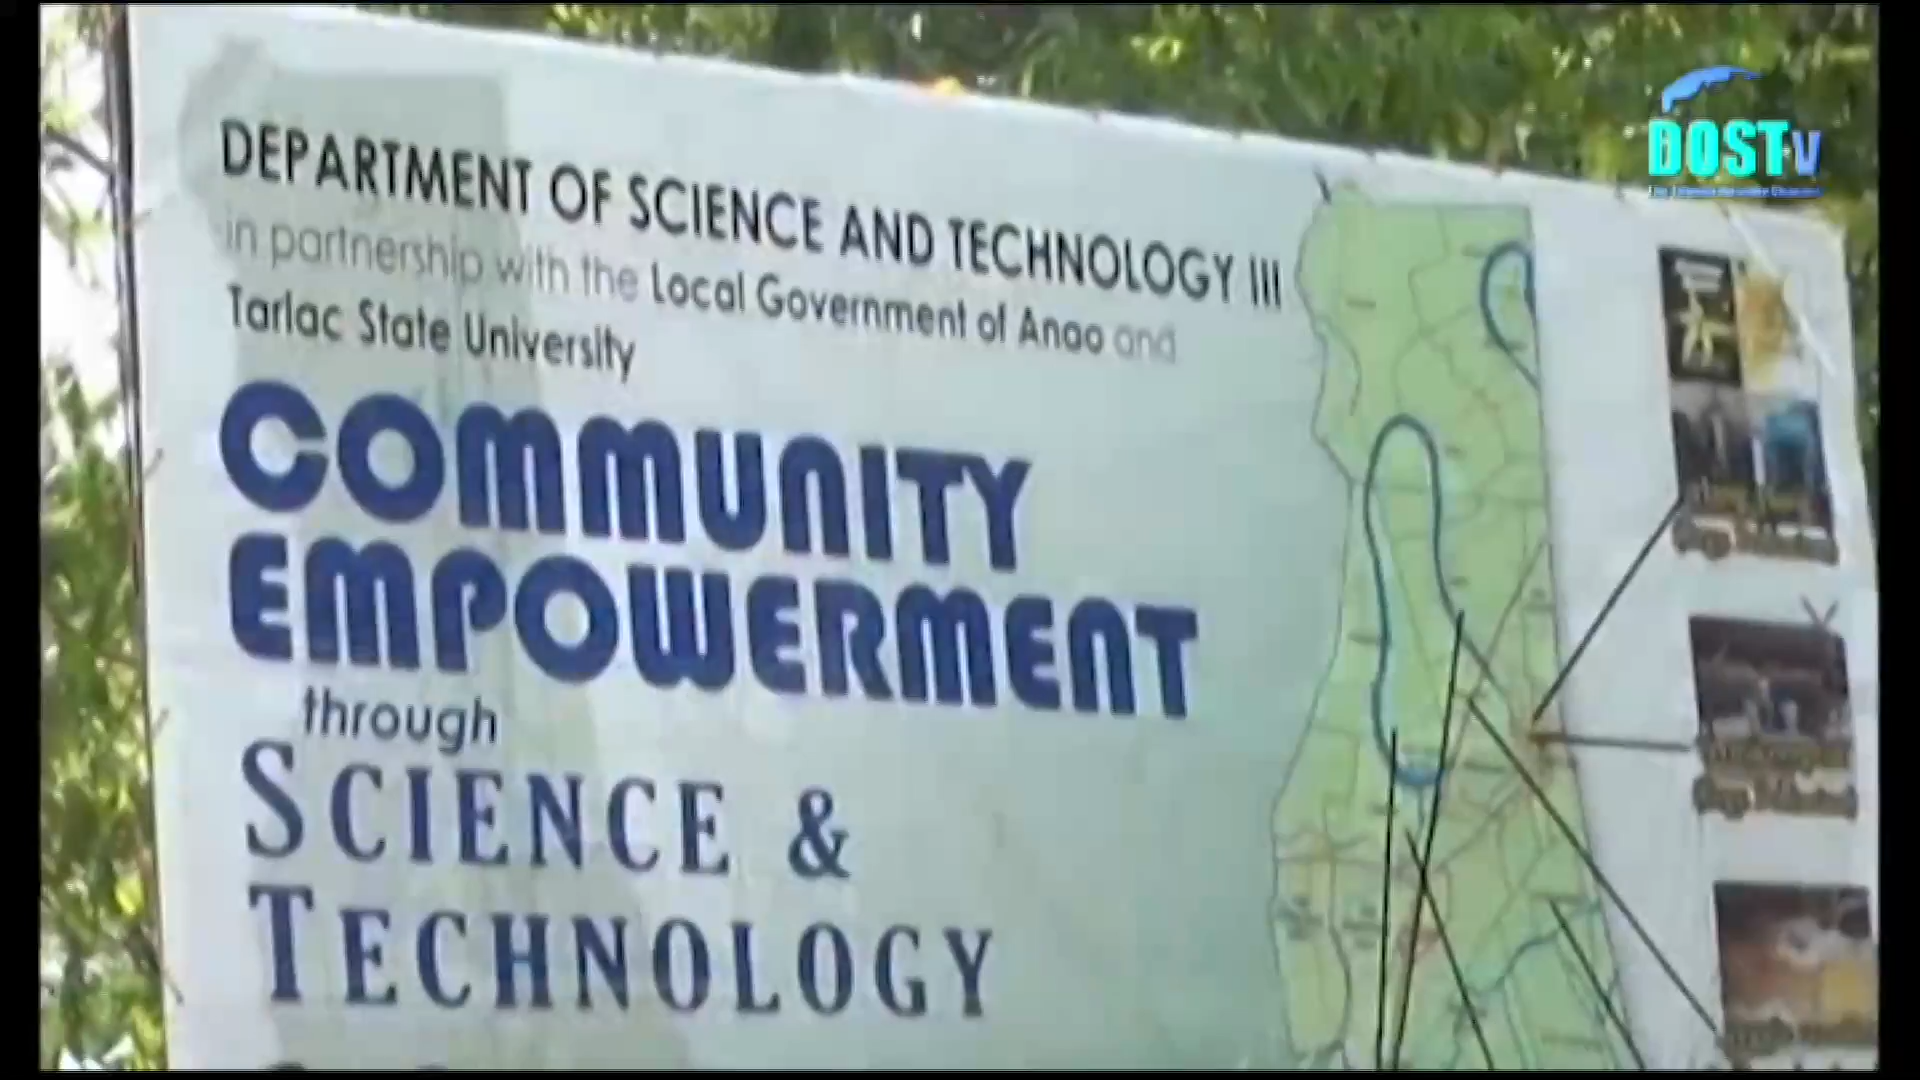 DEPARTMENT OF SCIENCE AND TECHNOLOGY III
in partnership with the Local Government of Anao and
Tarlac State University
COMMUNITY
EMPOWERMENT
through
SCIENCE &
TECHNOLOGY
DOSTv